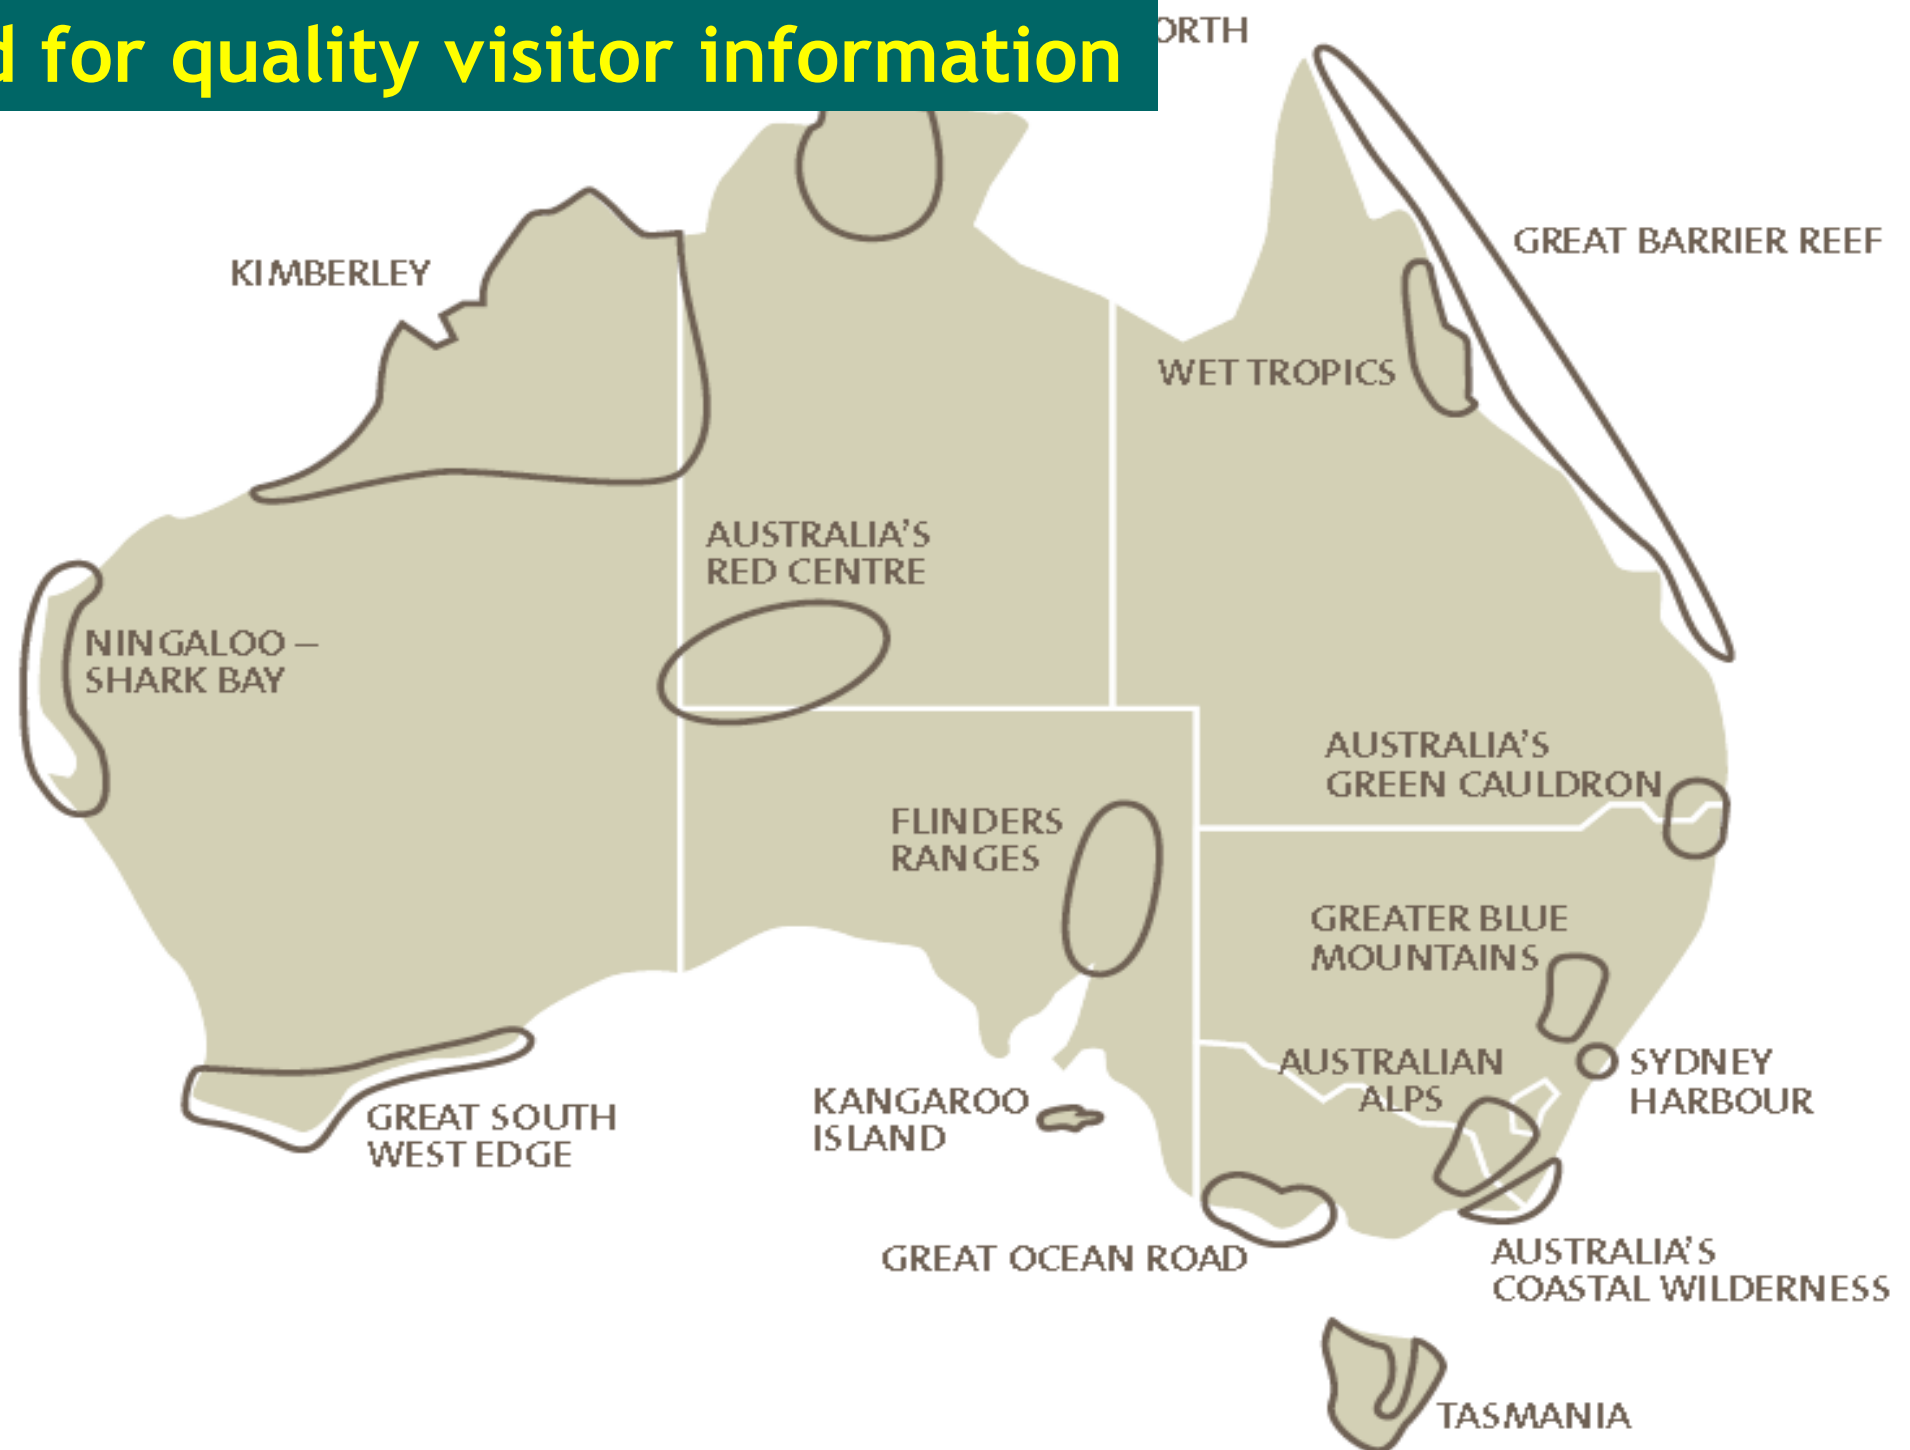 for quality visitor information
KIMBERLEY
GREAT BARRIER REEF
WET TROPICS
AUSTRALIA'S
RED CENTRE
NINGALOO –
SHARK BAY
AUSTRALIA'S
GREEN CAULDRON
FLINDERS
RANGES
GREATER BLUE
MOUNTAINS
AUSTRALIAN
ALPS
SYDNEY
HARBOUR
KANGAROO
ISLAND
GREAT SOUTH
WEST EDGE
GREAT OCEAN ROAD
AUSTRALIA'S
COASTAL WILDERNESS
TASMANIA